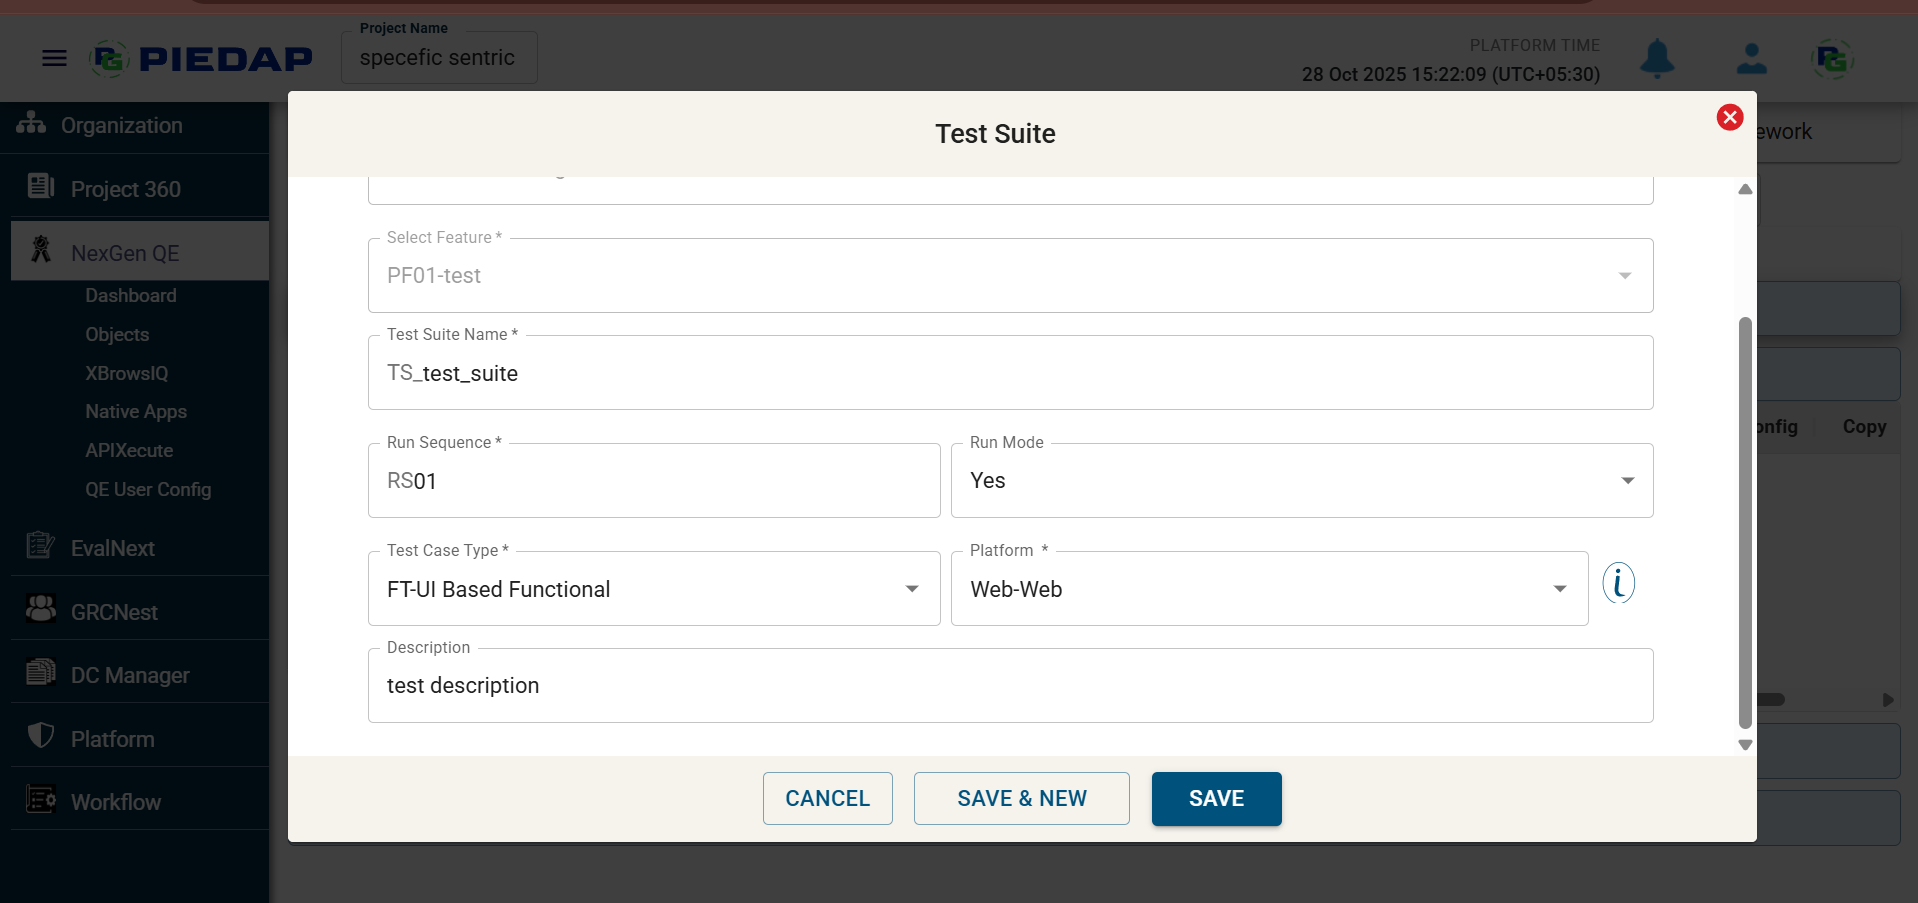 Project Name
PIEDAP
specefic sentric
PLATFORM TIME
28 Oct 2025 15:22:09 (UTC+05:30)
Organization
Project 360
NexGen QE
Dashboard
Objects
XBrowsIQ
Native Apps
APIXecute
QE User Config
EvalNext
GRCNest
DC Manager
Platform
Workflow
Test Suite
Select Feature *
PF01-test
Test Suite Name *
TS_test_suite
Run Sequence * Run Mode
RS01 Yes
Test Case Type * Platform *
FT-UI Based Functional Web-Web
i
Description
test description
CANCEL SAVE & NEW SAVE
ework
onfig Copy